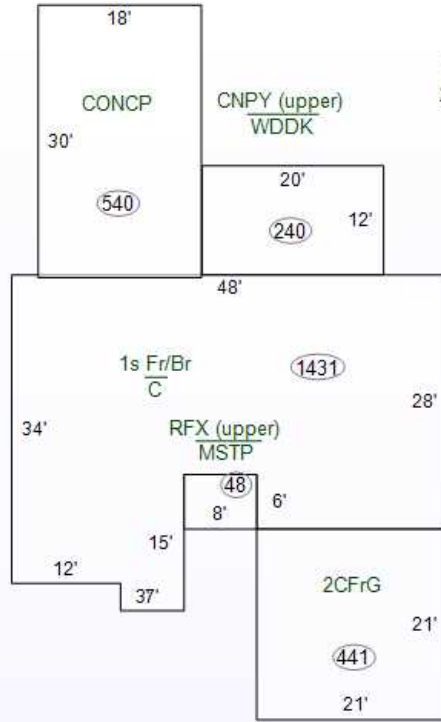 18'
CONCP
30'
540
CNPY (upper)
WDDK
20'
12'
240
48'
1s Fr/Br
C
1431
28'
34'
RFX (upper)
MSTP
48
8'
6'
15'
12'
37'
2CFrG
21'
441
21'